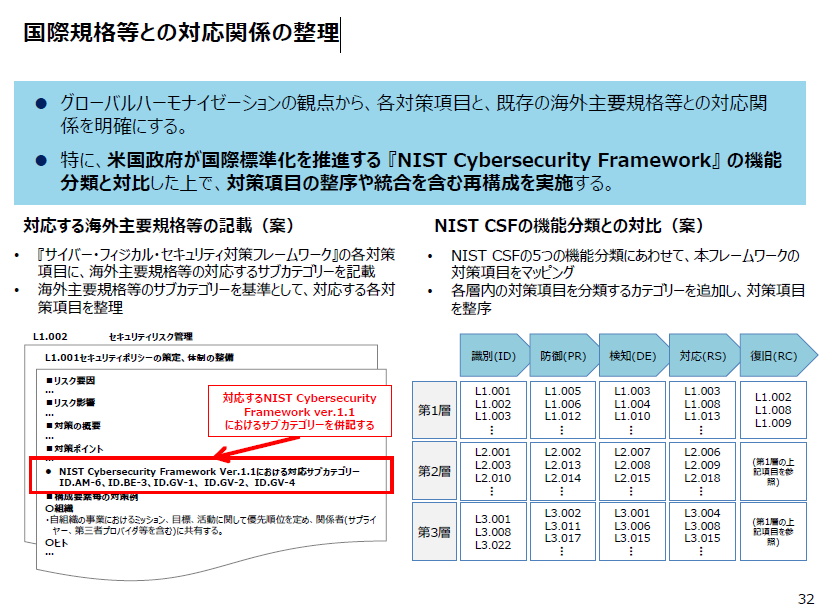 国際規格等との対応関係の整理
● グローバルハーモナイゼーションの観点から、各対策項目と、既存の海外主要規格等との対応関
係を明確にする。
● 特に、米国政府が国際標準化を推進する『NIST Cybersecurity Framework』の機能
分類と対比した上で、対策項目の整序や統合を含む再構成を実施する。
対応する海外主要規格等の記載（案）
• 『サイバー・フィジカル・セキュリティ対策フレームワーク』の各対策
項目に、海外主要規格等の対応するサブカテゴリーを記載
• 海外主要規格等のサブカテゴリーを基準として、対応する各対
策項目を整理
L1.002 セキュリティリスク管理
L1.001セキュリティポリシーの策定、体制の整備
■リスク要因
...
■リスク影響
...
■対策の概要
...
■対策ポイント
対応するNIST Cybersecurity
Framework ver.1.1
におけるサブカテゴリーを併記する
● NIST Cybersecurity Framework Ver.1.1における対応サブカテゴリー
ID.AM-6、ID.BE-3、ID.GV-1、ID.GV-2、ID.GV-4
■構成要素毎の対策例
〇組織
・自組織の事業におけるミッション、目標、活動に関して優先順位を定め、関係者(サプライ
ヤー、第三者プロバイダ等を含む)に共有する。
〇ヒト
...
NIST CSFの機能分類との対比（案）
• NIST CSFの5つの機能分類にあわせて、本フレームワークの
対策項目をマッピング
• 各層内の対策項目を分類するカテゴリーを追加し、対策項目
を整序
識別(ID) 防御(PR) 検知(DE) 対応(RS) 復旧(RC)
第1層
L1.001
L1.002
L1.003
⋮
L1.005
L1.006
L1.012
⋮
L1.003
L1.004
L1.010
⋮
L1.003
L1.008
L1.013
⋮
L1.002
L1.008
L1.009
第2層
L2.001
L2.003
L2.010
⋮
L2.002
L2.013
L2.014
⋮
L2.007
L2.008
L2.015
⋮
L2.006
L2.009
L2.018
⋮
(第1層の上
記項目を参
照)
第3層
L3.001
L3.008
L3.022
L3.002
L3.011
L3.017
⋮
L3.001
L3.006
L3.015
⋮
L3.004
L3.008
L3.015
⋮
(第1層の上
記項目を参
照)
32